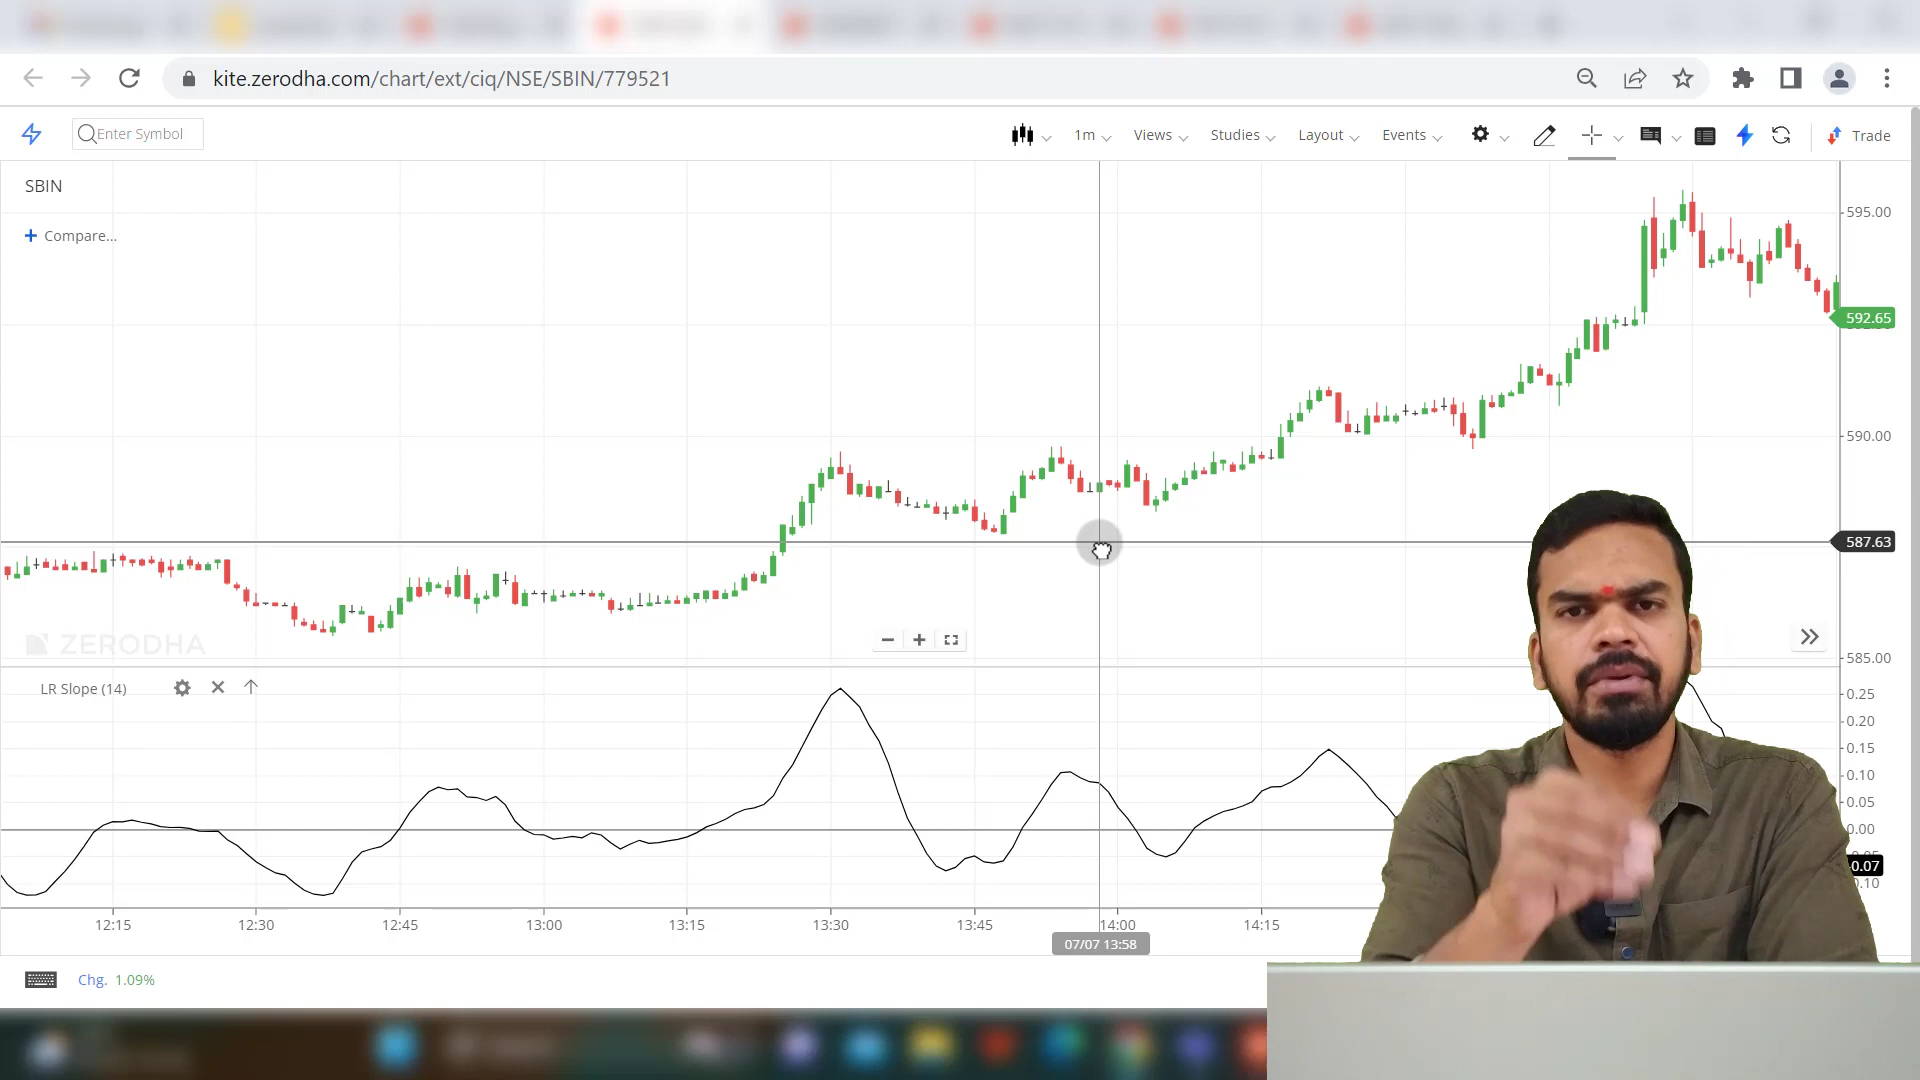 kite.zerodha.com/chart/ext/ciq/NSE/SBIN/779521
Enter Symbol
1m
Views
Studies
Layout
Events
Trade
SBIN
Compare...
595.00
592.65
590.00
587.63
585.00
ZERODHA
LR Slope (14)
0.25
0.20
0.15
0.10
0.05
0.00
0.07
12:15
12:30
12:45
13:00
13:15
13:30
13:45
14:00
14:15
07/07 13:58
Chg. 1.09%